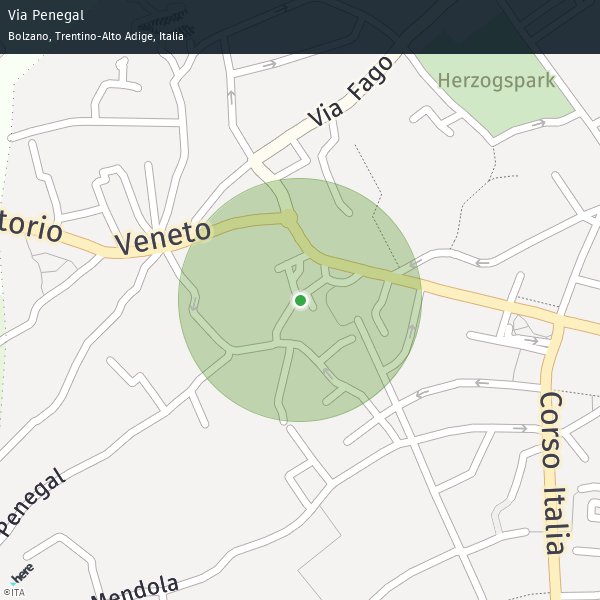 Via Penegal
Bolzano, Trentino-Alto Adige, Italia
Herzogspark
Via Fago
torio
Veneto
Corso Italia
Penegal
Mendola
here
©ITA